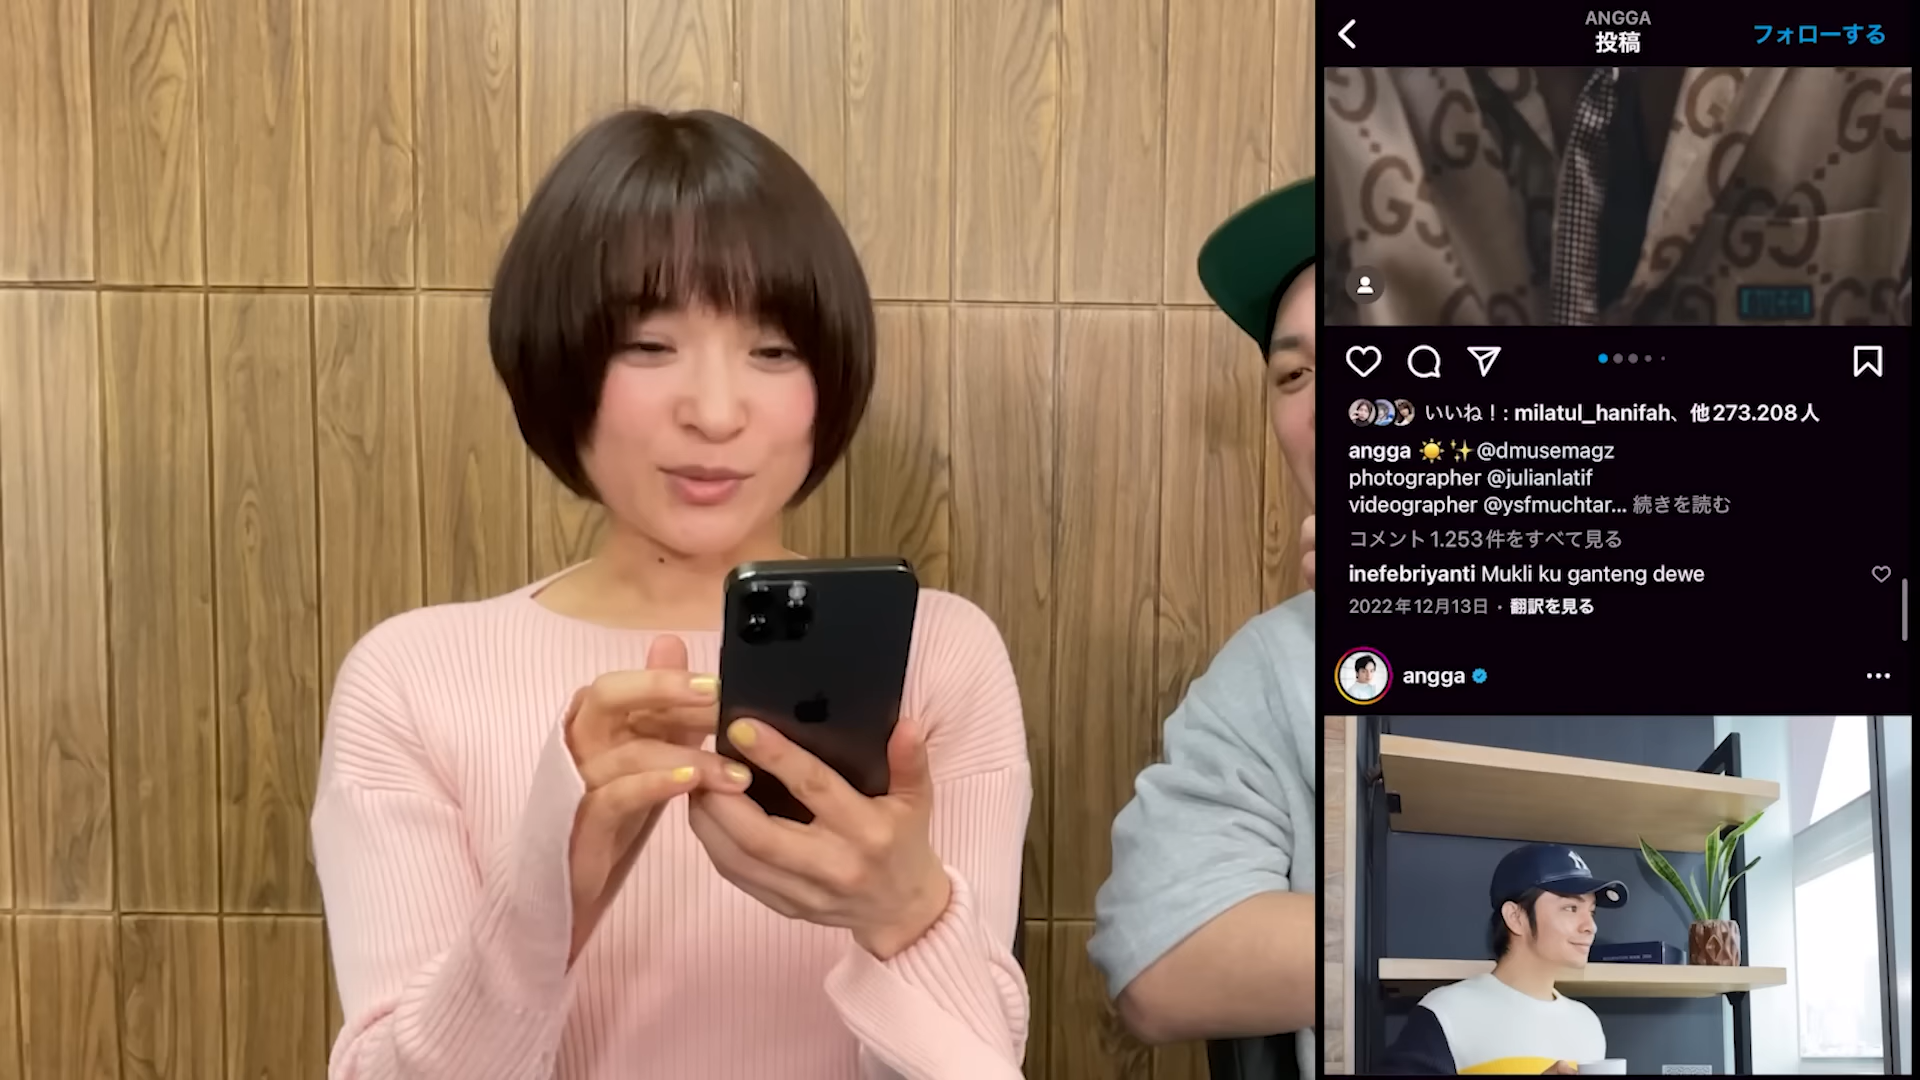 ANGGA
投稿
フォローする
GUCCI
いいね！: milatul_hanifah、他273.208人
angga ☀️✨@dmusemagz
photographer @julianlatif
videographer @ysfmuchtar... 続きを読む
コメント1.253件をすべて見る
inefebriyanti Mukli ku ganteng dewe
2022年12月13日・翻訳を見る
angga